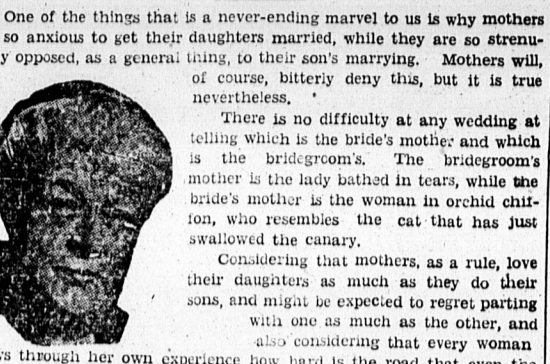 One of the things that is a never-ending marvel to us is why mothers
so anxious to get their daughters married, while they are so strenu-
y opposed, as a general thing, to their son's marrying. Mothers will,
of course, bitterly deny this, but it is true
nevertheless.
There is no difficulty at any wedding at
telling which is the bride's mother and which
is the bridegroom's. The bridegroom's
mother is the lady bathed in tears, while the
bride's mother is the woman in orchid chif-
fon, who resembles the cat that has just
swallowed the canary.
Considering that mothers, as a rule, love
their daughters as much as they do their
sons, and might be expected to regret parting
with one as much as the other, and
also considering that every woman
through her own experience how hard is the road that even the